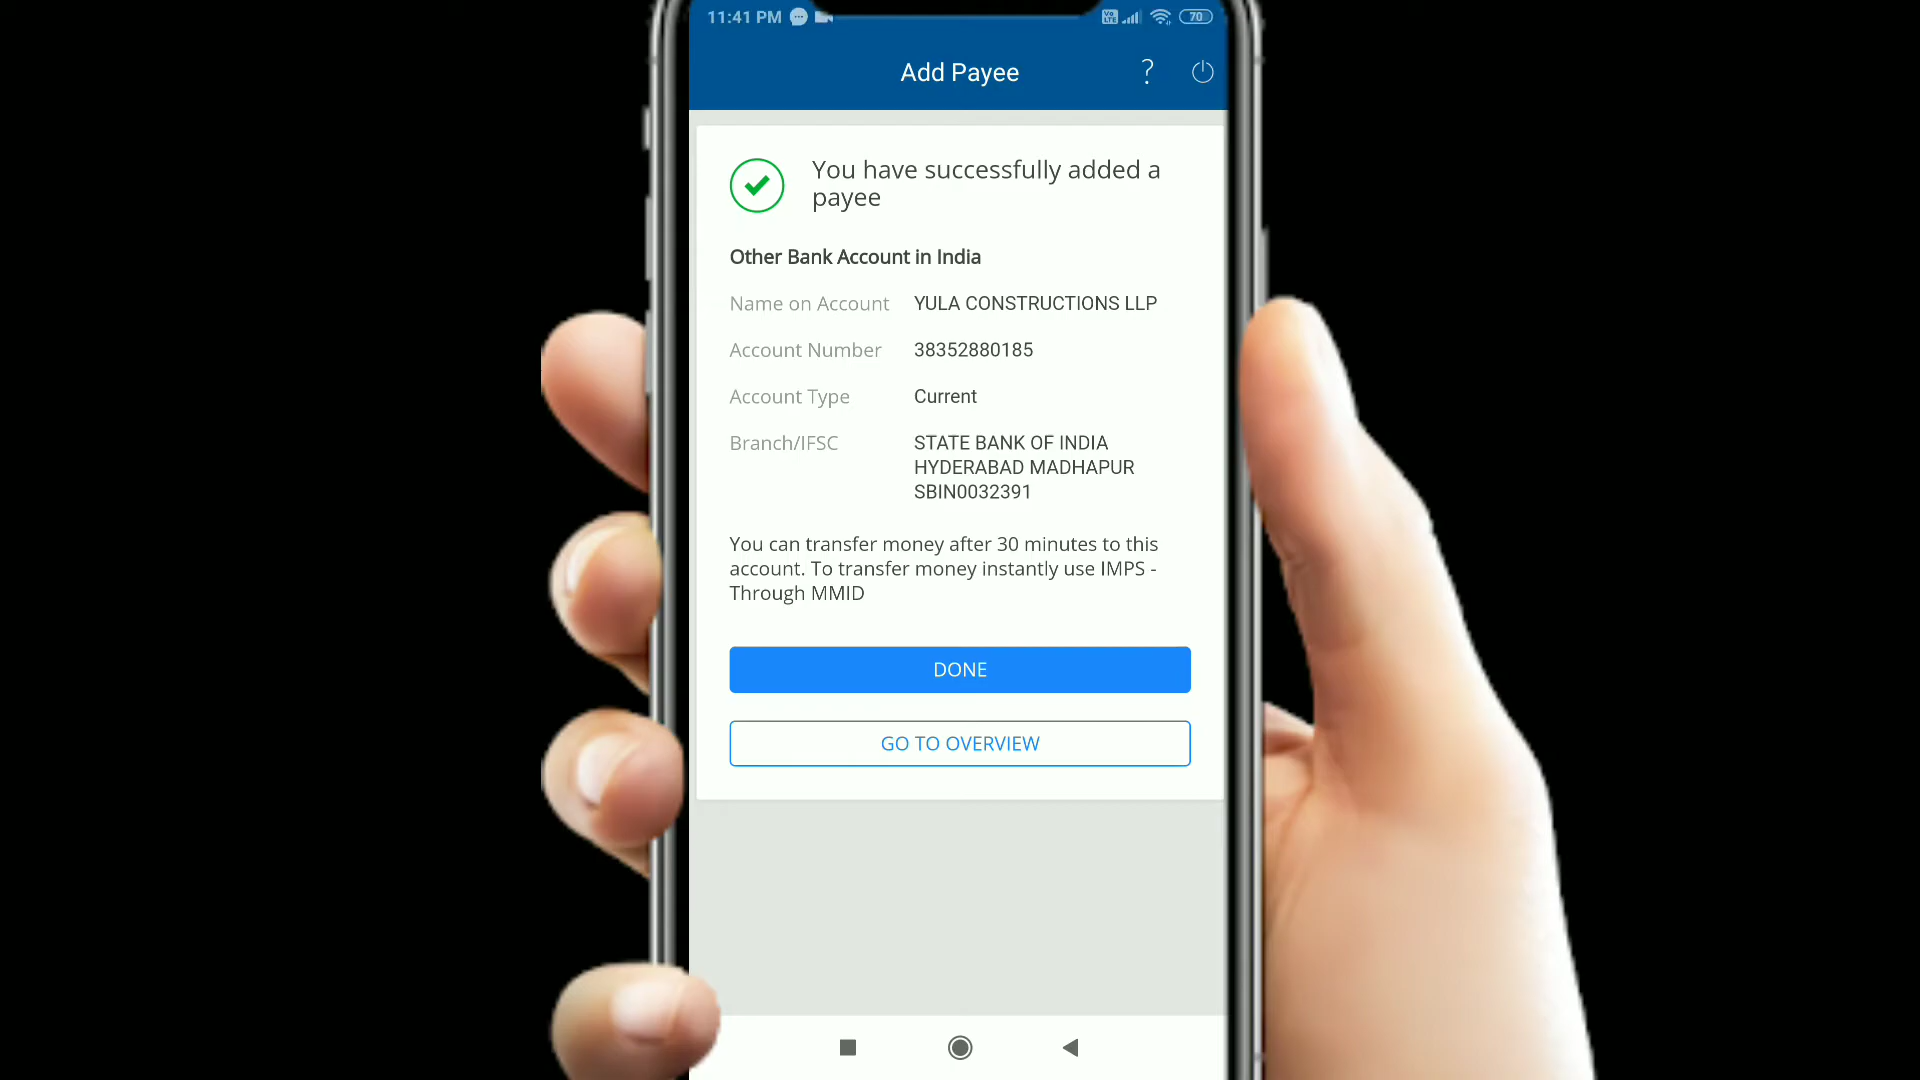 11:41 PM
Vo LTE
70
Add Payee ?
You have successfully added a
payee
Other Bank Account in India
Name on Account YULA CONSTRUCTIONS LLP
Account Number 38352880185
Account Type Current
Branch/IFSC STATE BANK OF INDIA
HYDERABAD MADHAPUR
SBIN0032391
You can transfer money after 30 minutes to this
account. To transfer money instantly use IMPS -
Through MMID
DONE
GO TO OVERVIEW